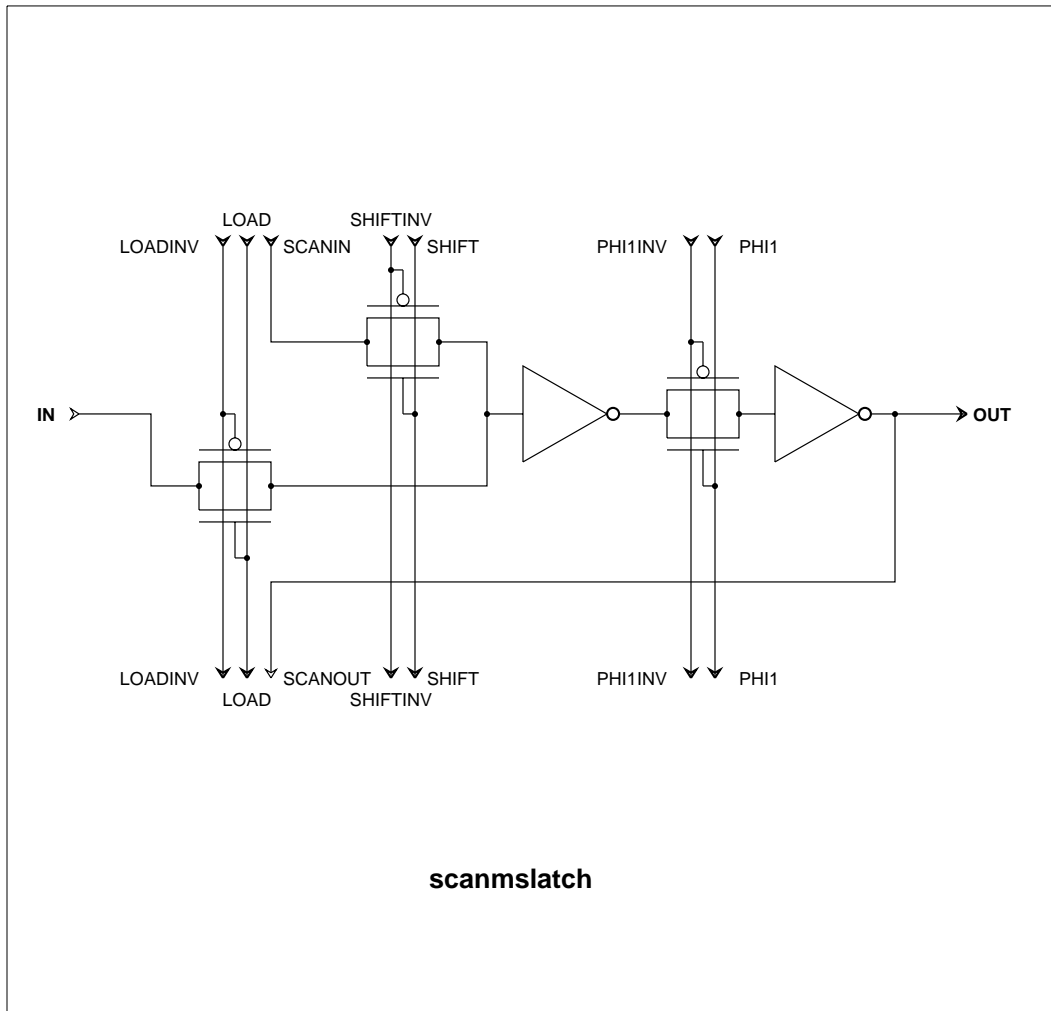 LOAD SHIFTINV
LOADINV SCANIN SHIFT PHI1INV PHI1
IN OUT
LOADINV SCANOUT SHIFT PHI1INV PHI1
LOAD SHIFTINV
scanmslatch